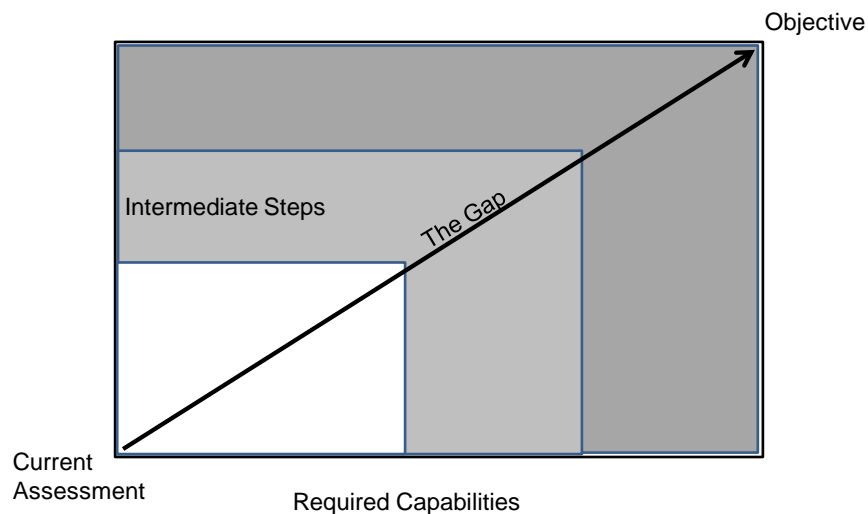 Objective
Intermediate Steps
The Gap
Current
Assessment
Required Capabilities